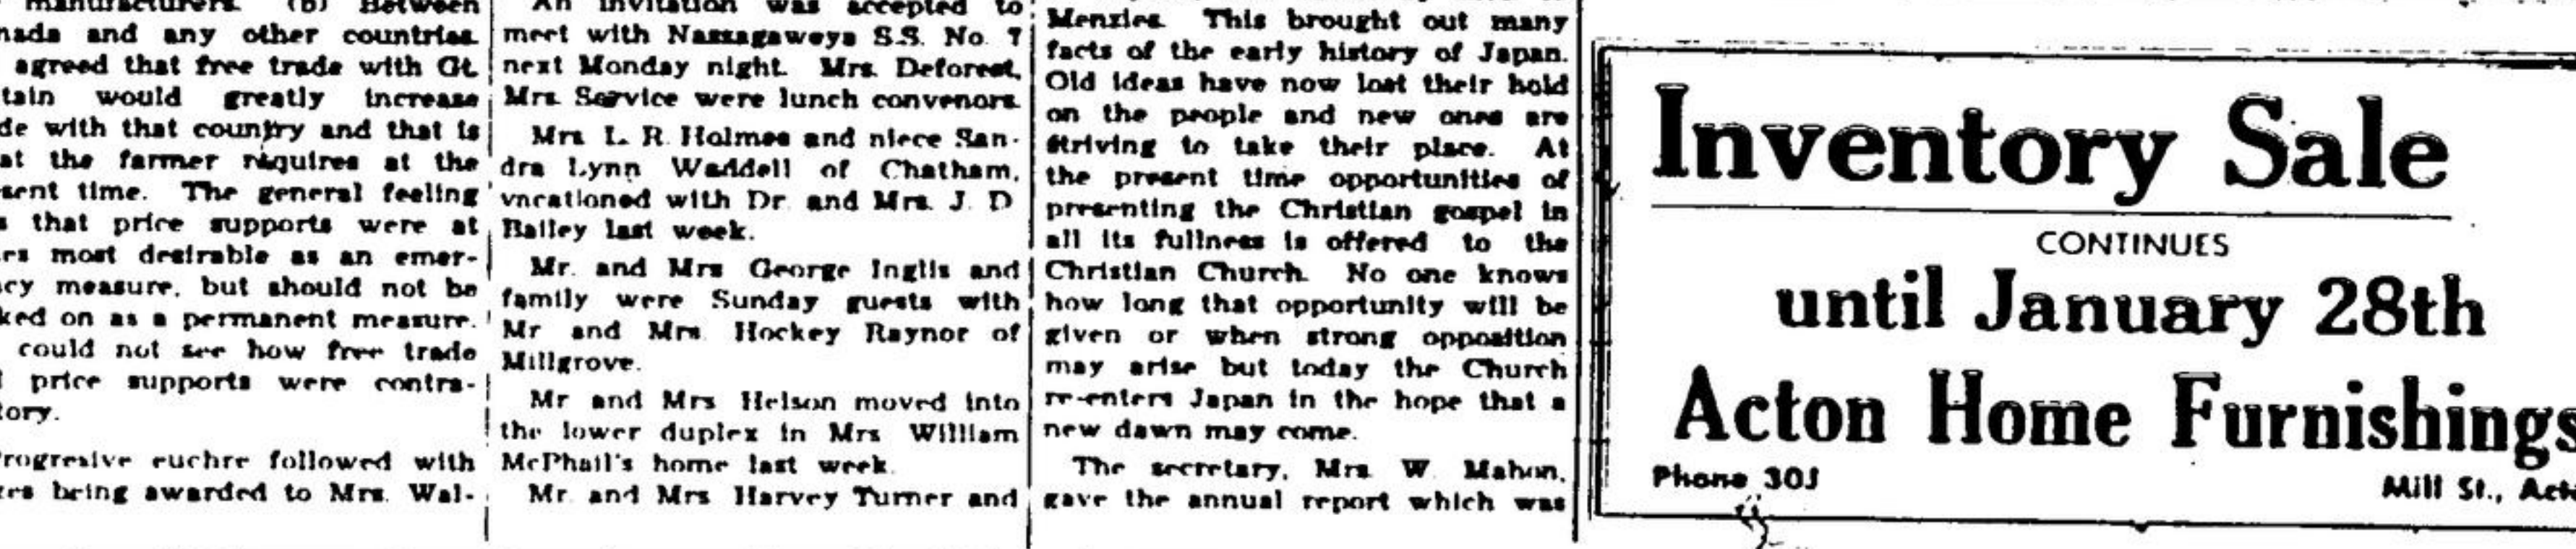 manufacturers. (b) Between
nada and any other countries.
agreed that free trade with Gt.
tain would greatly increase
de with that country and that is
at the farmer requires at the
sent time. The general feeling
s that price supports were at
es most desirable as an emer-
cy measure, but should not be
ked on as a permanent measure.
could not see how free trade
price supports were contra-
tory.
rogresive euchre followed with
es being awarded to Mrs. Wal-
An invitation was accepted to
meet with Nassagaweya S.S. No. 7
next Monday night. Mrs. Deforest,
Mrs. Service were lunch convenors.
Mrs. L. R. Holmes and niece San-
dra Lynn Waddell of Chatham,
vacationed with Dr. and Mrs. J. D
Bailey last week.
Mr. and Mrs George Inglis and
family were Sunday guests with
Mr and Mrs Hockey Raynor of
Millgrove.
Mr and Mrs Helson moved into
the lower duplex in Mrs William
McPhail's home last week.
Mr. and Mrs Harvey Turner and
Menzies. This brought out many
facts of the early history of Japan.
Old ideas have now lost their hold
on the people and new ones are
striving to take their place. At
the present time opportunities of
presenting the Christian gospel in
all its fullness is offered to the
Christian Church. No one knows
how long that opportunity will be
given or when strong opposition
may arise but today the Church
re-enters Japan in the hope that a
new dawn may come.
The secretary, Mrs. W. Mahon,
gave the annual report which was
Inventory Sale
CONTINUES
until January 28th
Acton Home Furnishings
Phone 30J
Mill St., Act